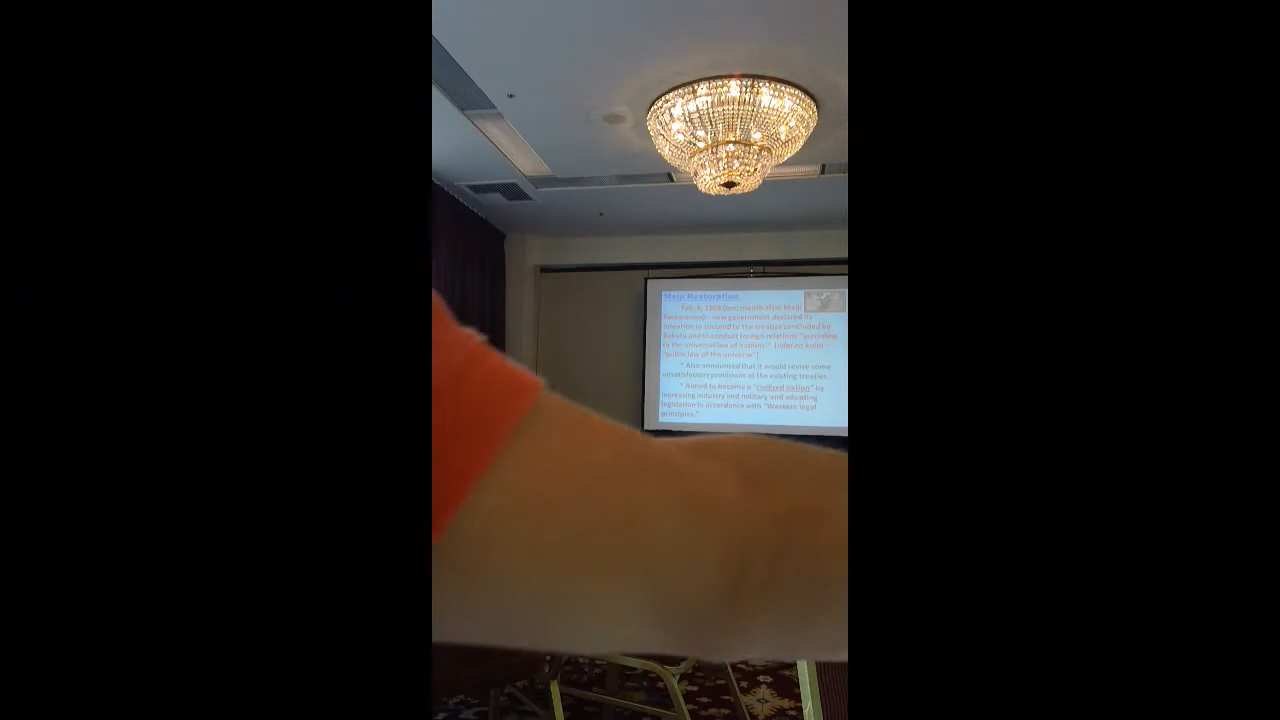 Meiji Restoration
Feb. 8, 1868 (one month after Meiji
Restoration) – new government declared its
intention to succeed to the treaties concluded by
Bakufu and to conduct foreign relations "according
to the universal law of nations." [
"public law of the universe"]
* Also announced that it would revise some
unsatisfactory provisions of the existing treaties.
* Aimed to become a "civilized nation" by
increasing industry and military and adopting
legislation in accordance with "Western legal
principles."